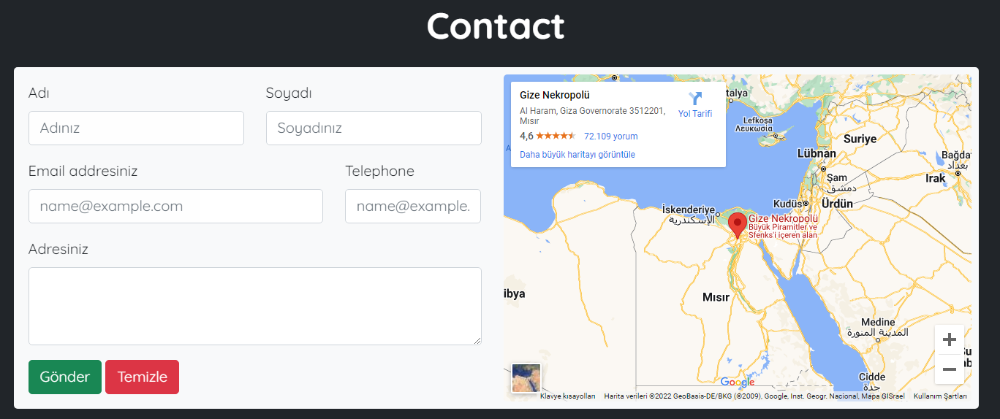 Contact
Adı
Soyadı
Adınız
Soyadınız
Email addresiniz
Telephone
name@example.com
name@example.
Adresiniz
Gönder
Temizle
Gize Nekropolü
Al Haram, Giza Governorate 3512201,
Mısır
4,6
72.109 yorum
Daha büyük haritayı görüntüle
Yol Tarifi
talya
Lefkoşa
Λευκωσία
Suriye
Lübnan
Bağda
بغداد
Irak
Şam
دمشق
Kudüs
Ürdün
İskenderiye
الإسكندرية
Gize Nekropolü
Büyük Piramitler ve
Sfenks'i içeren alan
ibya
Mısır
Medine
المدينة المنورة
Cidde
جدة
Google
Klavye kısayolları
Harita verileri ©2022 GeoBasis-DE/BKG (©2009), Google, Inst. Geogr. Nacional, Mapa GISrael
Kullanım Şartları